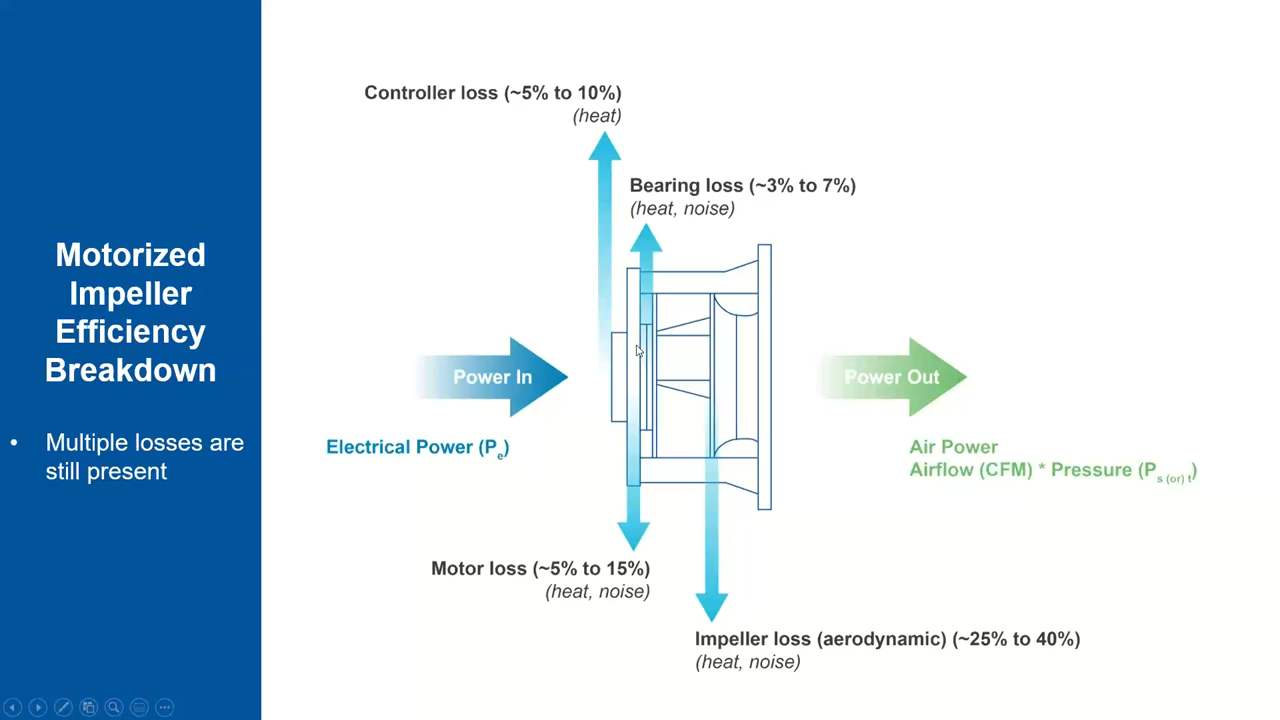 Motorized
Impeller
Efficiency
Breakdown
• Multiple losses are
still present
Controller loss (~5% to 10%)
(heat)
Bearing loss (~3% to 7%)
(heat, noise)
Power In
Power Out
Electrical Power (Pe)
Air Power
Airflow (CFM) * Pressure (Ps (or) t)
Motor loss (~5% to 15%)
(heat, noise)
Impeller loss (aerodynamic) (~25% to 40%)
(heat, noise)